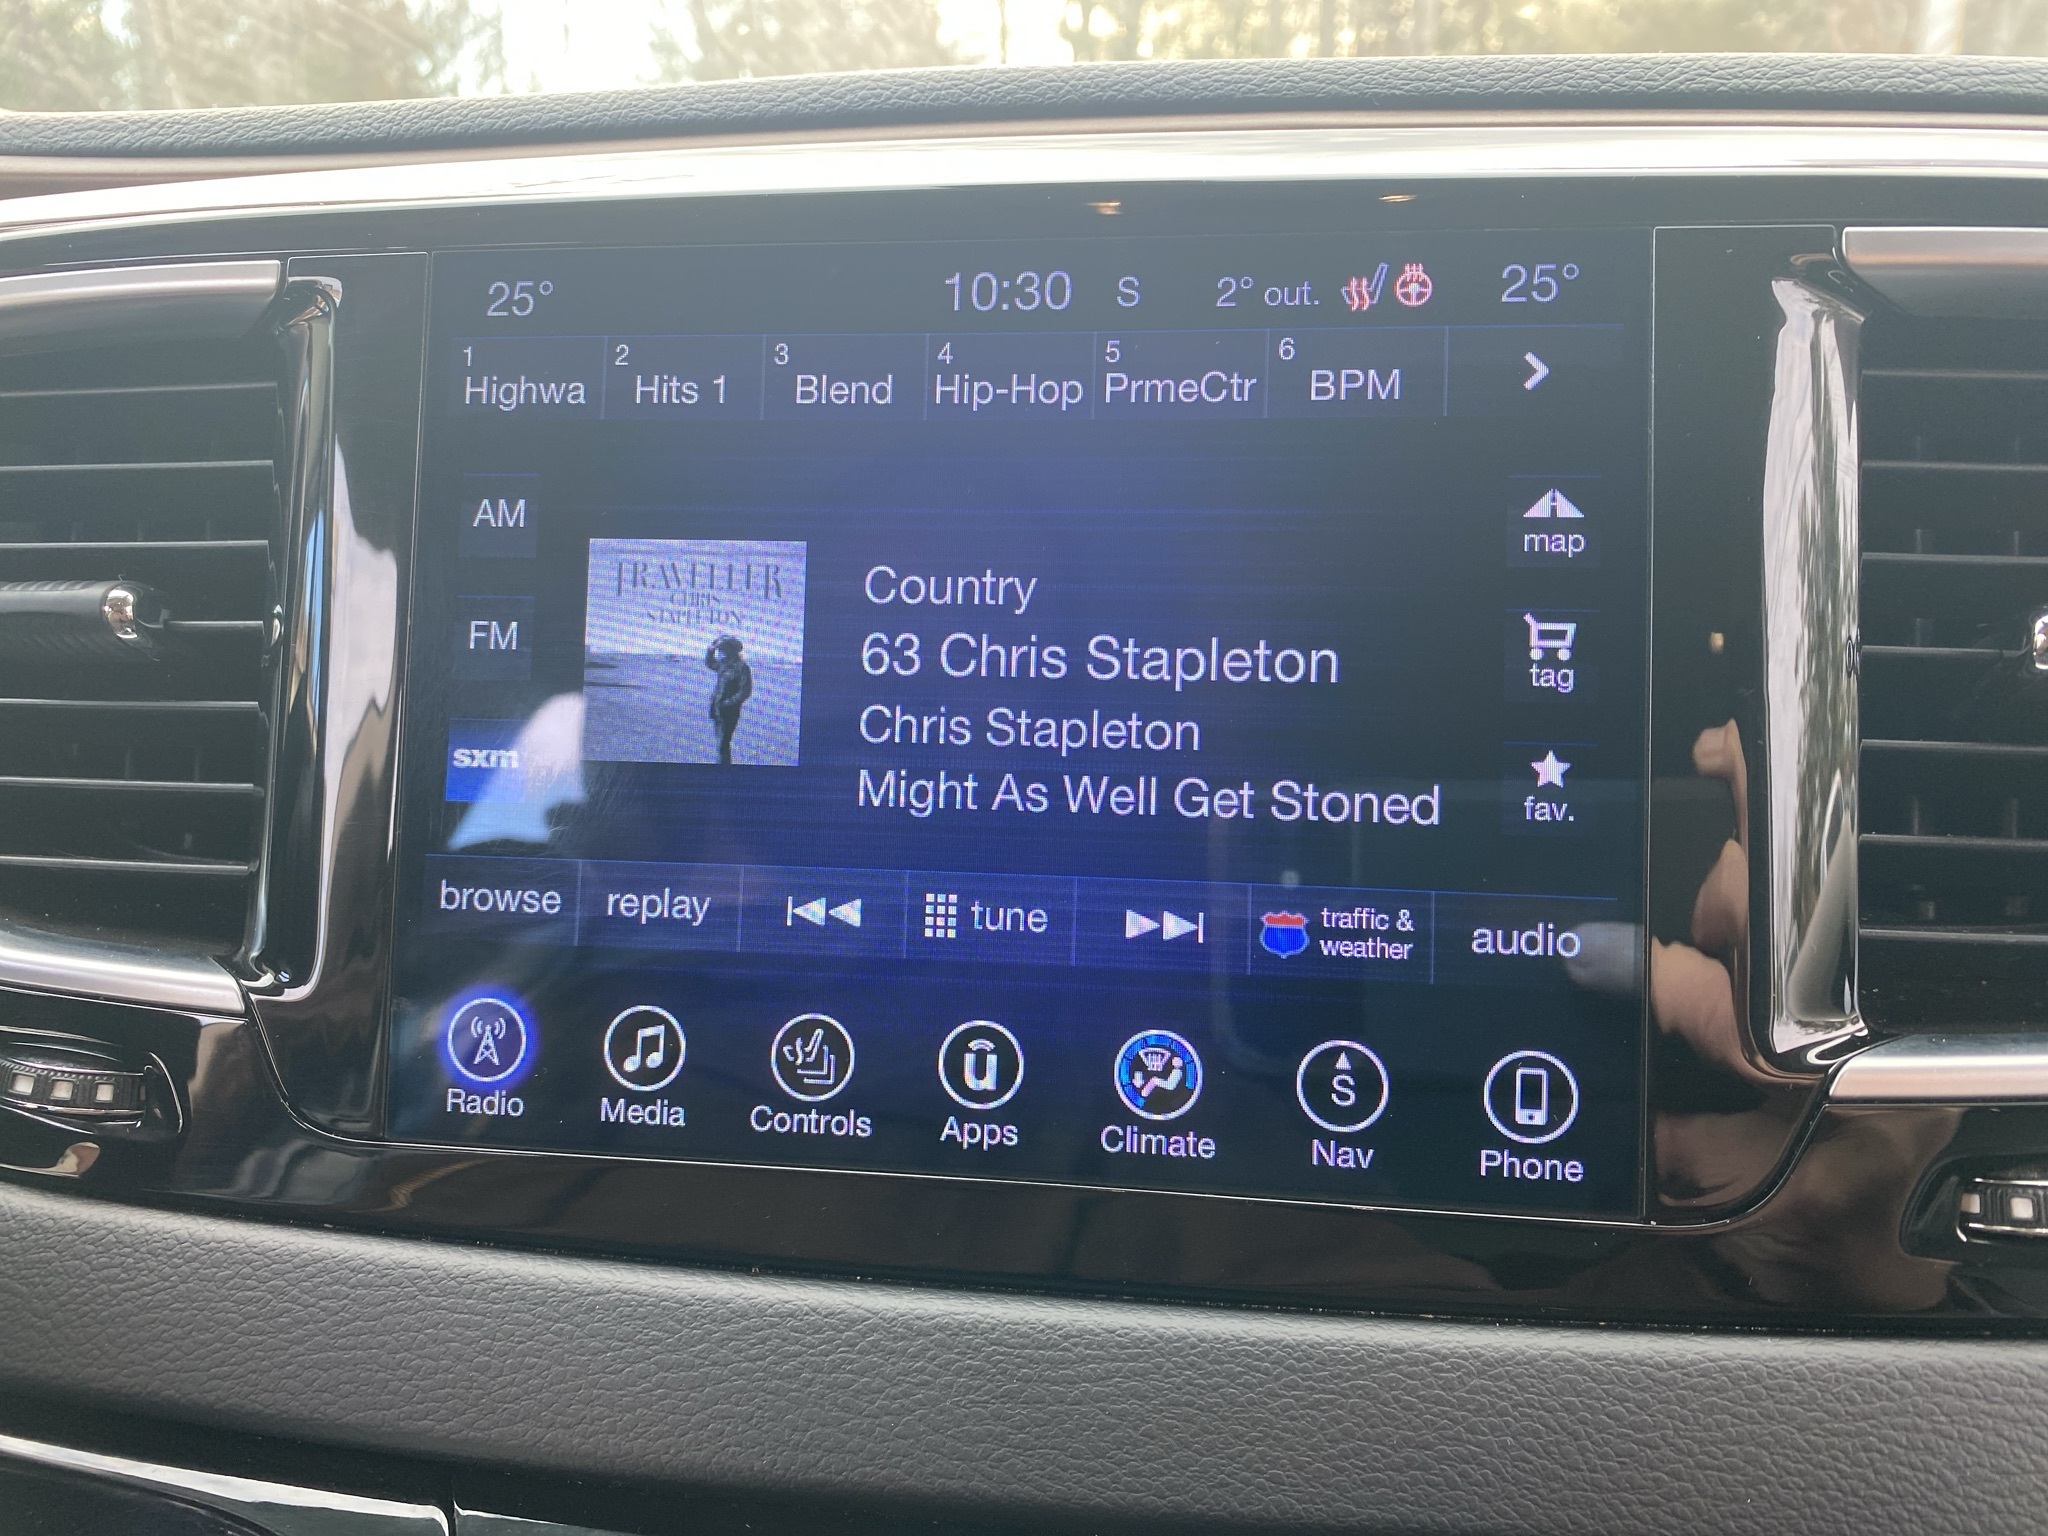 25° 10:30 S 2° out. 25°
1 Highwa 2 Hits 1 3 Blend 4 Hip-Hop 5 PrmeCtr 6 BPM
AM
FM
sxm
TRAVELLER
CHRIS
STAPLETON
Country
63 Chris Stapleton
Chris Stapleton
Might As Well Get Stoned
map
tag
fav.
browse replay tune traffic & weather audio
u
S
Radio Media Controls Apps Climate Nav Phone